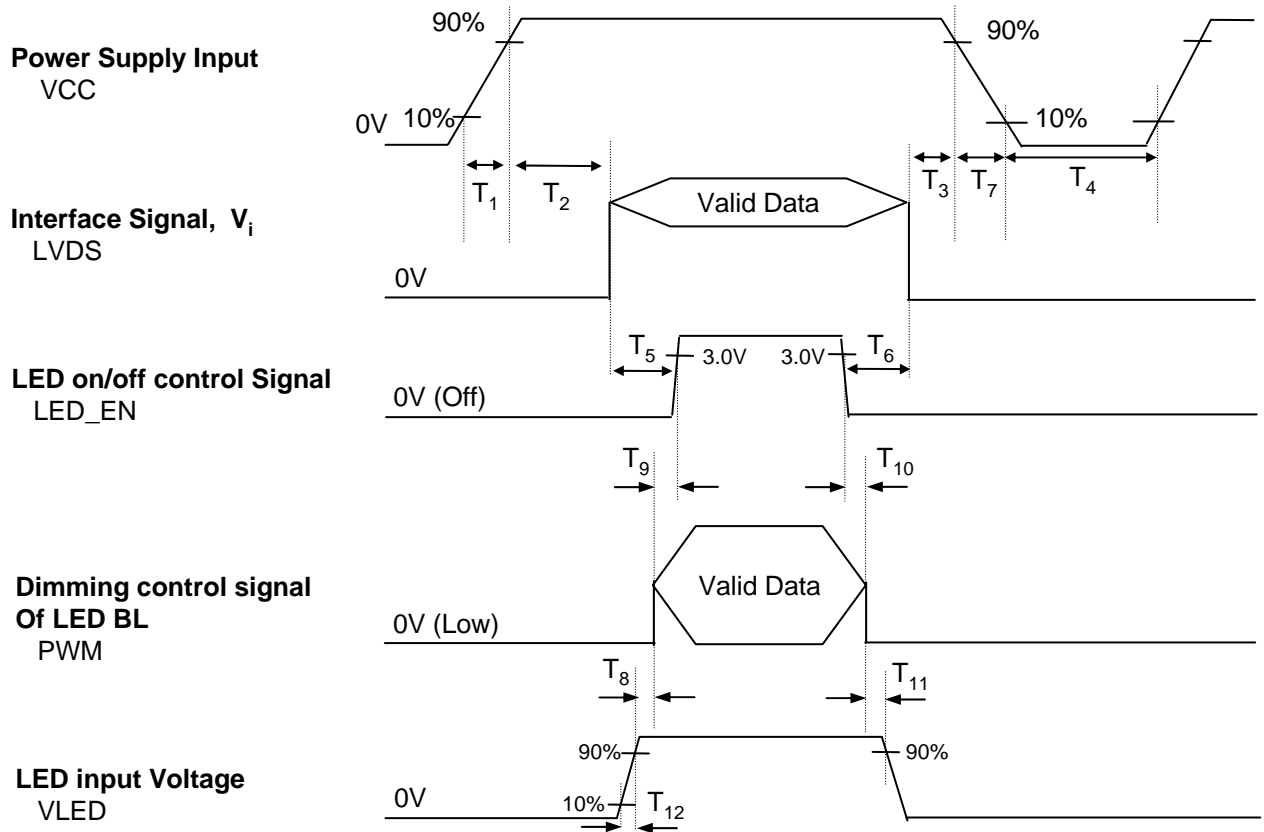 90%
90%
Power Supply Input
VCC
0V
10%
10%
T1
T2
T3
T7
T4
Valid Data
Interface Signal, Vi
LVDS
0V
T5
3.0V
3.0V
T6
LED on/off control Signal
LED_EN
0V (Off)
T9
T10
Valid Data
Dimming control signal
Of LED BL
PWM
0V (Low)
T8
T11
90%
90%
LED input Voltage
VLED
0V
10%
T12